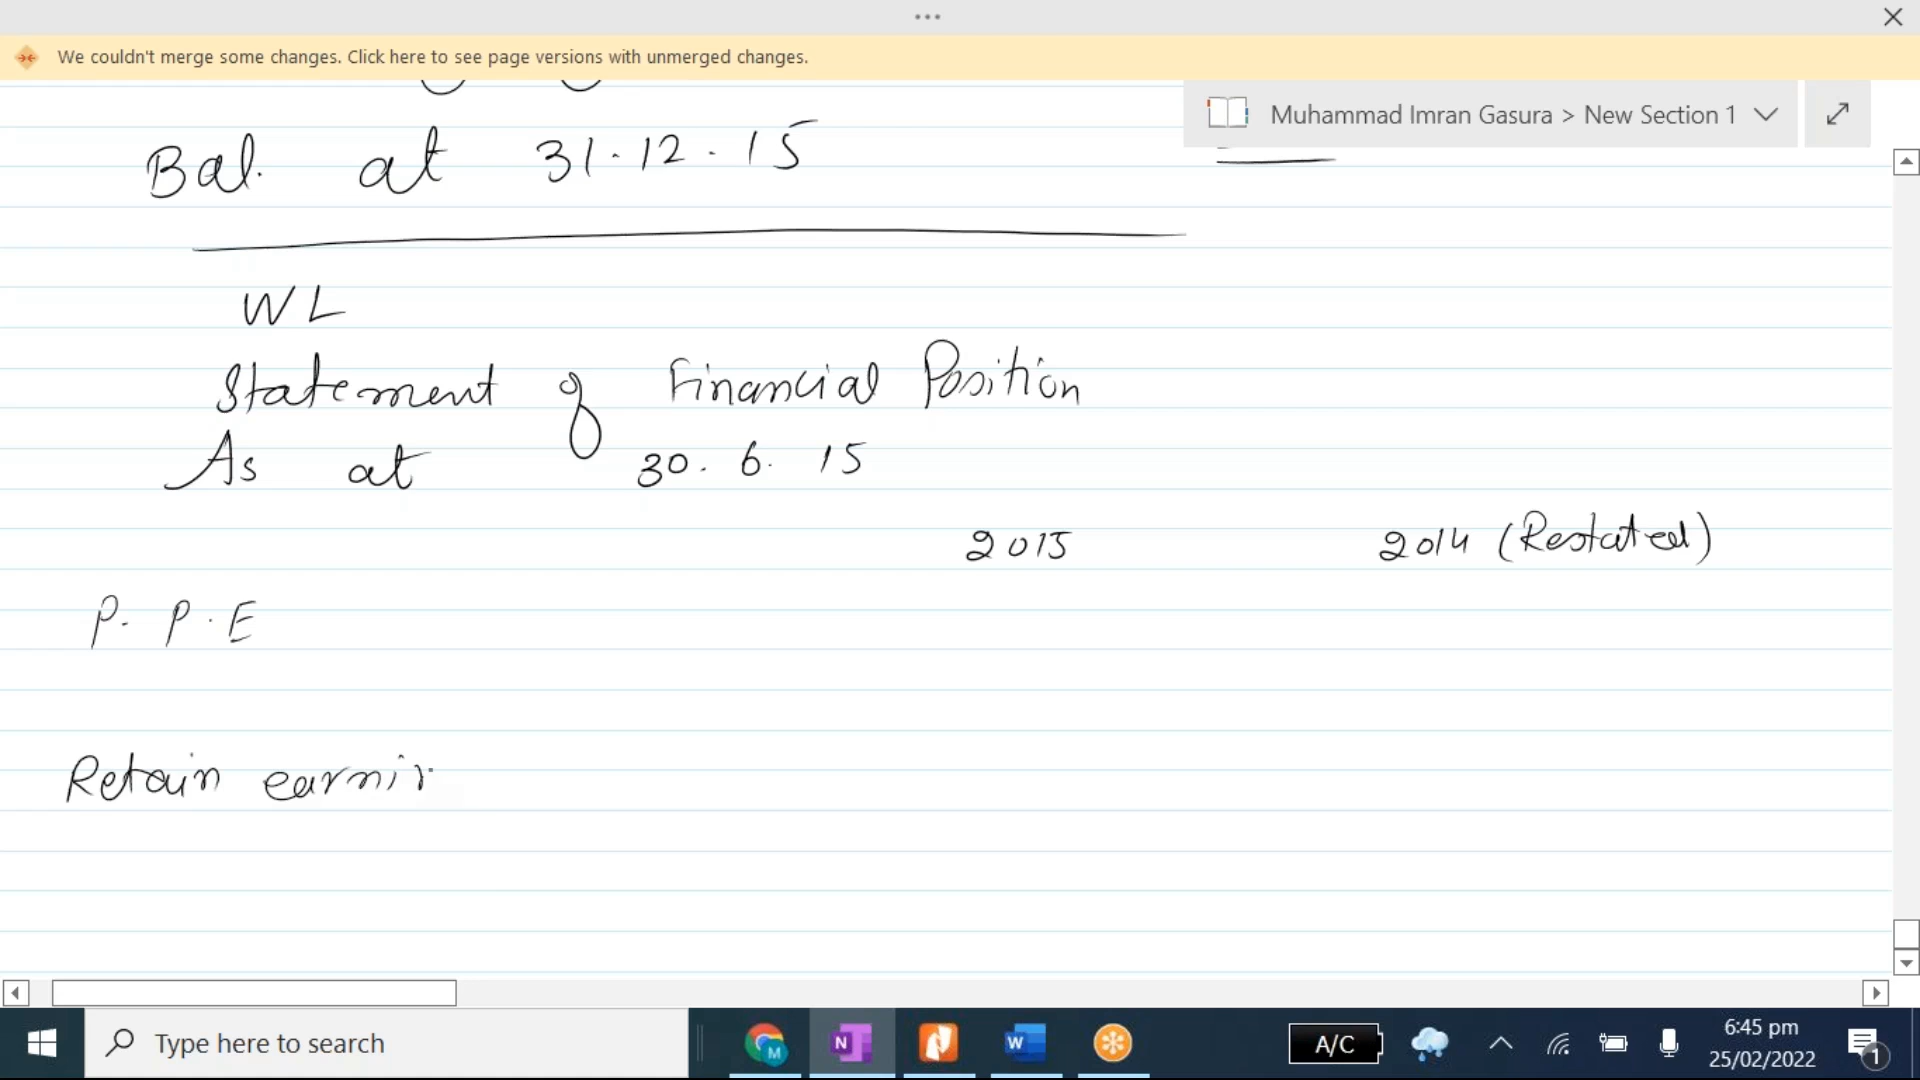 We couldn't merge some changes. Click here to see page versions with unmerged changes.
Muhammad Imran Gasura > New Section 1
Bal. at 31.12.15
WL
Statement of Financial Position
As at 30.6.15
2015 2014 (Restated)
P.P.E
Retain earnin
Type here to search
A/C
6:45 pm
25/02/2022
1